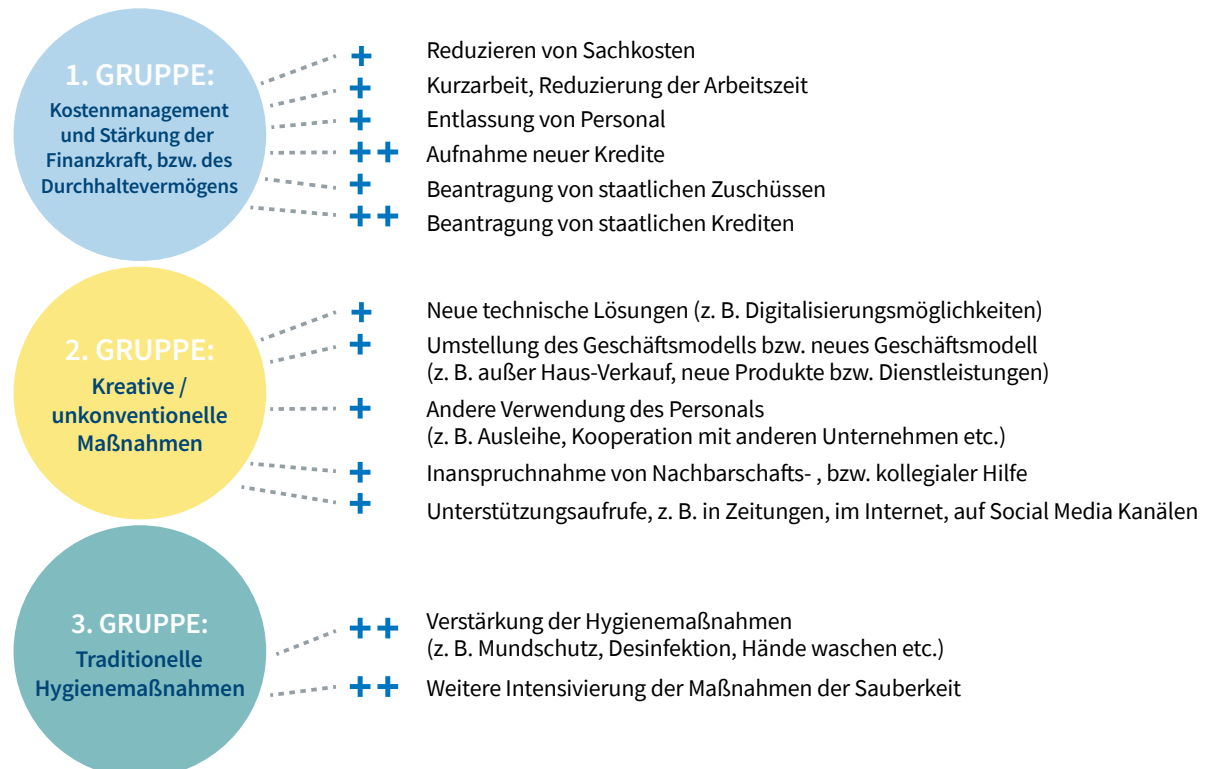 1. GRUPPE:
Kostenmanagement
und Stärkung der
Finanzkraft, bzw. des
Durchhaltevermögens
+ Reduzieren von Sachkosten
+ Kurzarbeit, Reduzierung der Arbeitszeit
+ Entlassung von Personal
++ Aufnahme neuer Kredite
+ Beantragung von staatlichen Zuschüssen
++ Beantragung von staatlichen Krediten
2. GRUPPE:
Kreative /
unkonventionelle
Maßnahmen
+ Neue technische Lösungen (z. B. Digitalisierungsmöglichkeiten)
+ Umstellung des Geschäftsmodells bzw. neues Geschäftsmodell
(z. B. außer Haus-Verkauf, neue Produkte bzw. Dienstleistungen)
+ Andere Verwendung des Personals
(z. B. Ausleihe, Kooperation mit anderen Unternehmen etc.)
+ Inanspruchnahme von Nachbarschafts- , bzw. kollegialer Hilfe
+ Unterstützungsaufrufe, z. B. in Zeitungen, im Internet, auf Social Media Kanälen
3. GRUPPE:
Traditionelle
Hygienemaßnahmen
++ Verstärkung der Hygienemaßnahmen
(z. B. Mundschutz, Desinfektion, Hände waschen etc.)
++ Weitere Intensivierung der Maßnahmen der Sauberkeit